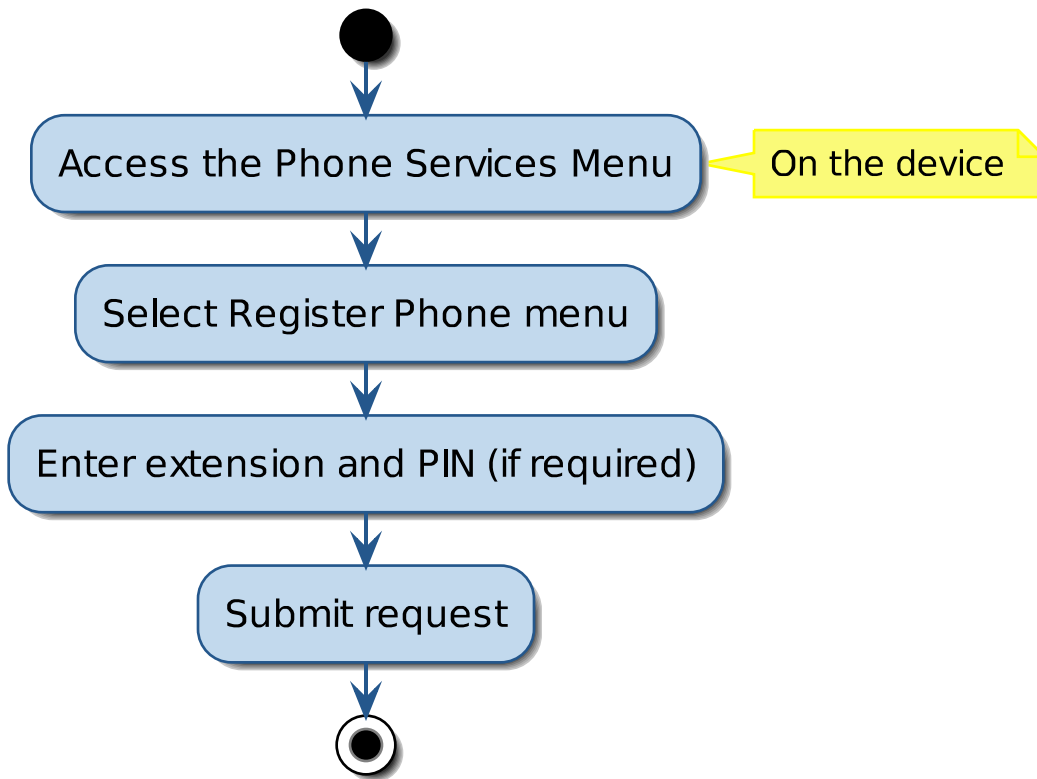 Access the Phone Services Menu
On the device
Select Register Phone menu
Enter extension and PIN (if required)
Submit request